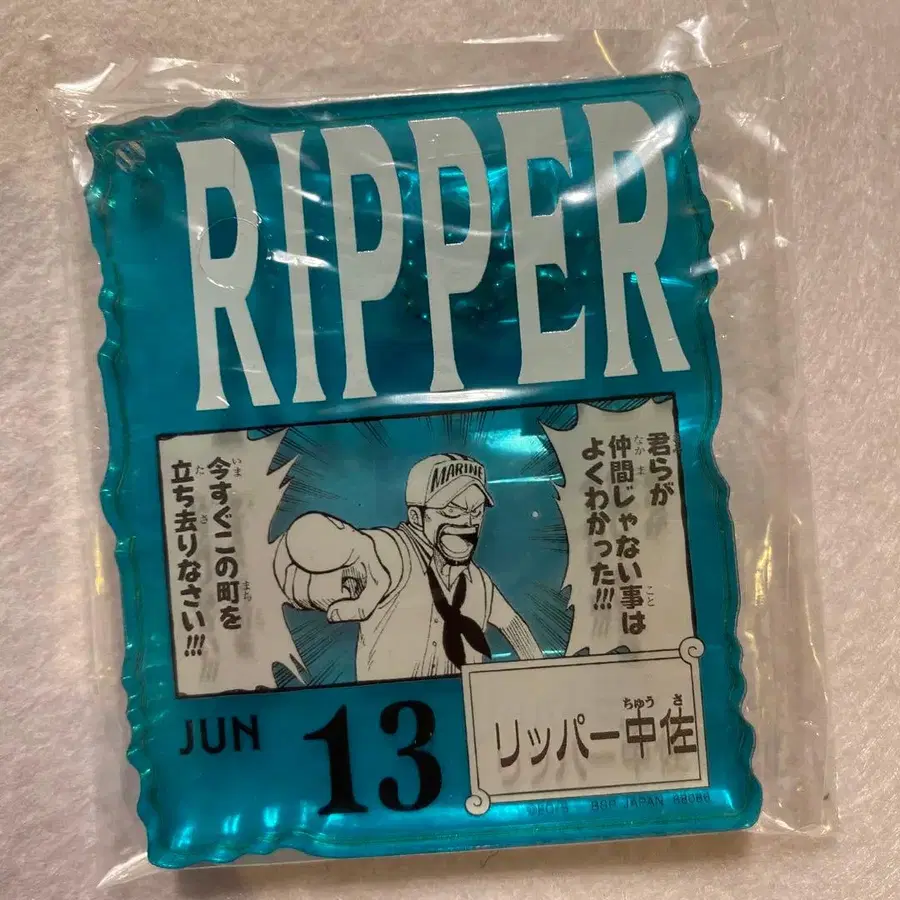 RIPPER
君らが
仲間じゃない事は
よくわかった!!!
MARINE
今すぐこの町を
立ち去りなさい!!!
JUN 13
リッパー中佐
JAPAN